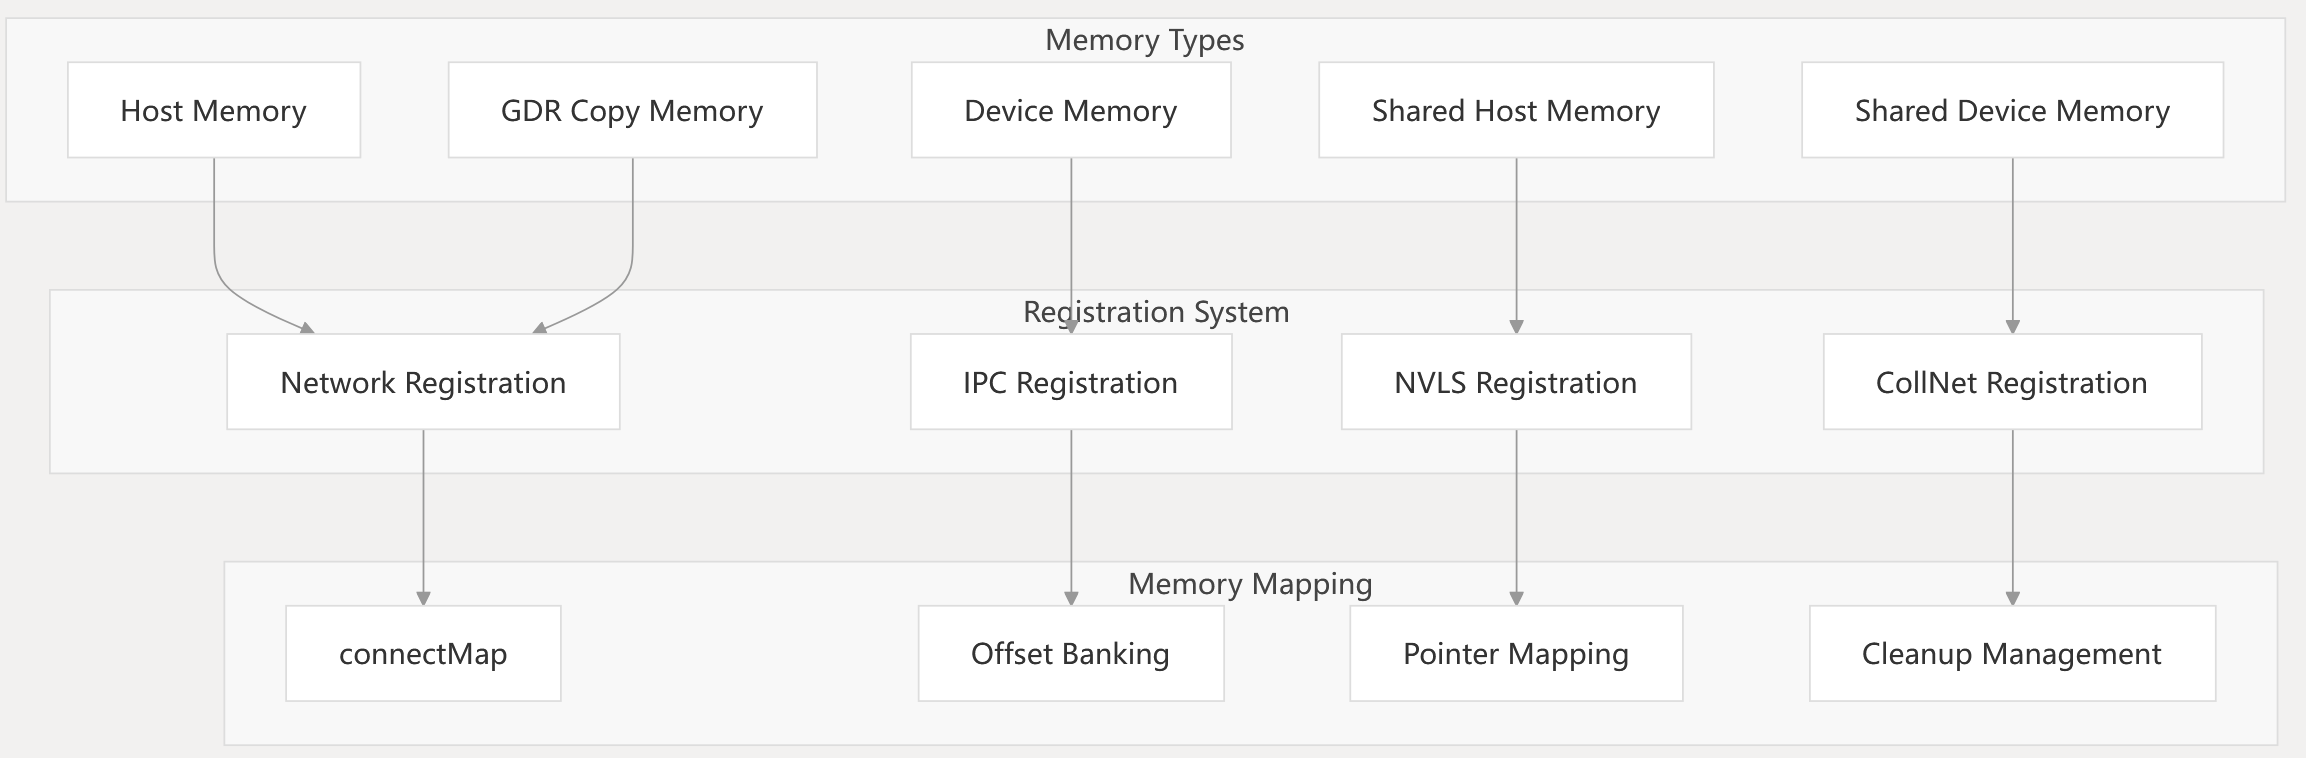 Memory Types
Host Memory
GDR Copy Memory
Device Memory
Shared Host Memory
Shared Device Memory
Registration System
Network Registration
IPC Registration
NVLS Registration
CollNet Registration
Memory Mapping
connectMap
Offset Banking
Pointer Mapping
Cleanup Management